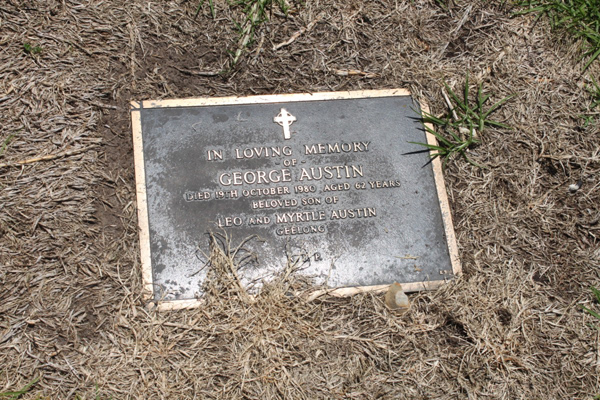 IN LOVING MEMORY
OF
GEORGE AUSTIN
DIED 19TH OCTOBER 1980 AGED 62 YEARS
BELOVED SON OF
LEO AND MYRTLE AUSTIN
GEELONG